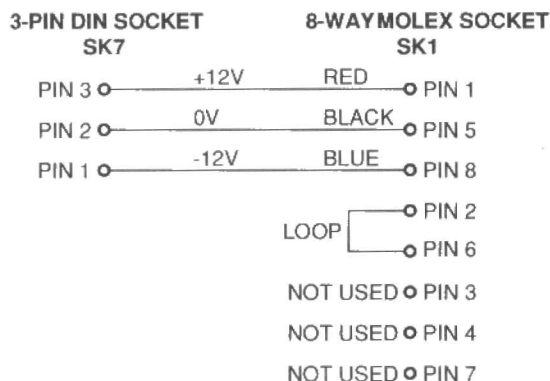 3-PIN DIN SOCKET 8-WAY MOLEX SOCKET
SK7 SK1
PIN 3 +12V RED PIN 1
PIN 2 0V BLACK PIN 5
PIN 1 -12V BLUE PIN 8
PIN 2
LOOP
PIN 6
NOT USED PIN 3
NOT USED PIN 4
NOT USED PIN 7